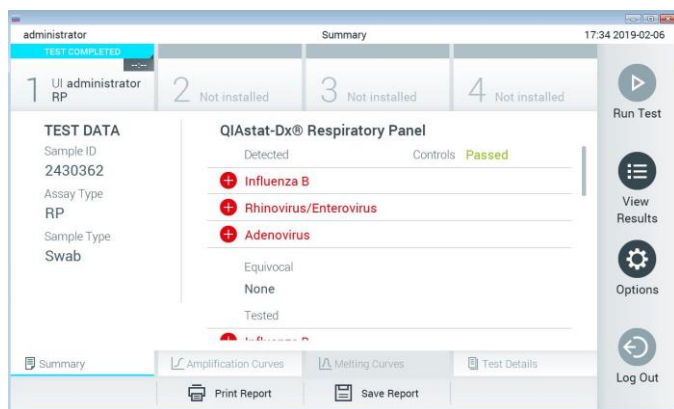 administrator Summary 17:34 2019-02-06
TEST COMPLETED
--:--
1 UI administrator RP
2 Not installed
3 Not installed
4 Not installed
Run Test
View Results
Options
Log Out
TEST DATA
Sample ID
2430362
Assay Type
RP
Sample Type
Swab
QIAstat-Dx® Respiratory Panel
Detected Controls Passed
Influenza B
Rhinovirus/Enterovirus
Adenovirus
Equivocal
None
Tested
Influenza B
Summary Amplification Curves Melting Curves Test Details
Print Report Save Report